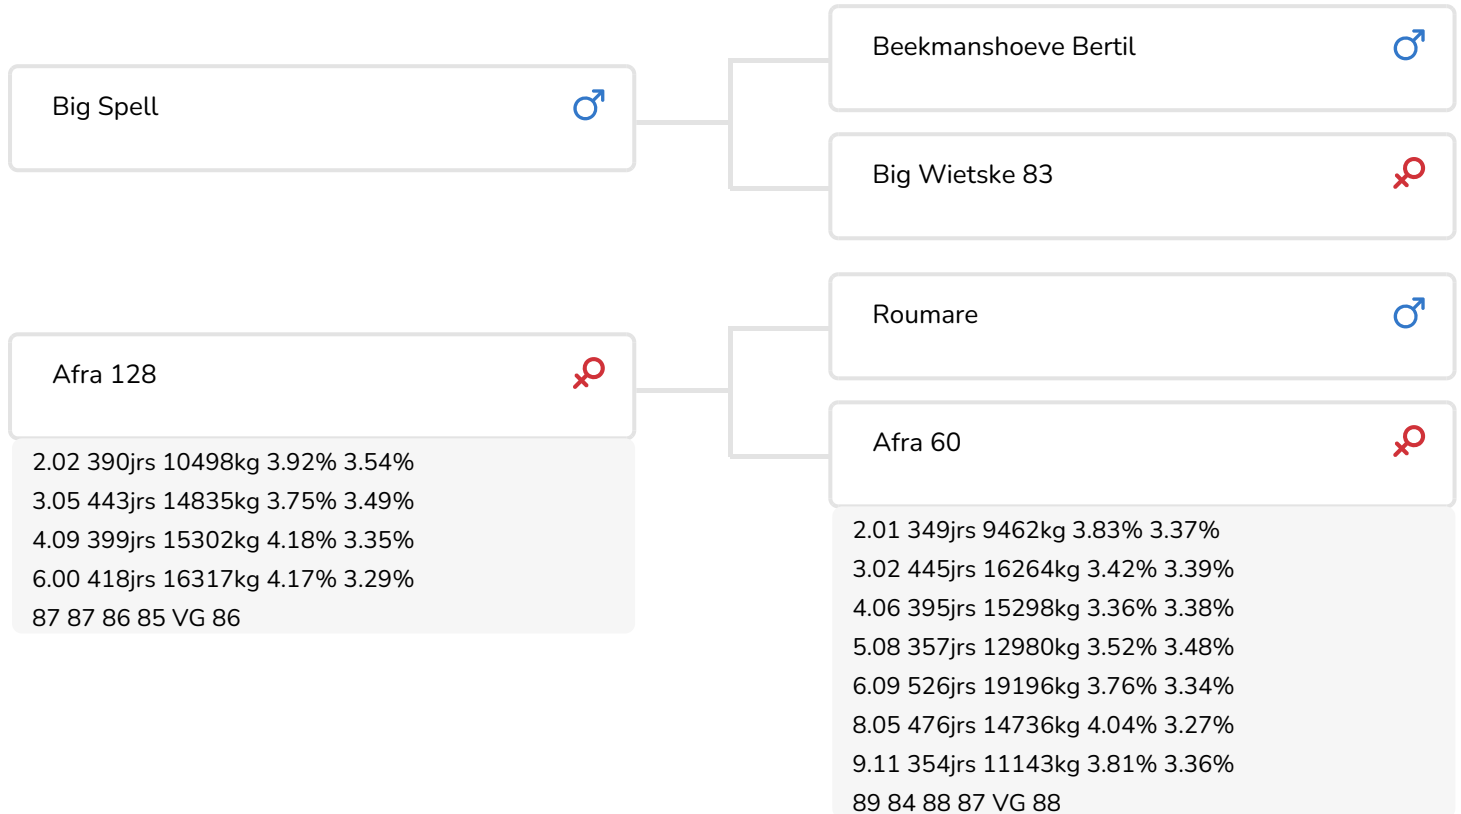 Big Spell
Beekmanshoeve Bertil
Big Wietske 83
Afra 128
2.02 390jrs 10498kg 3.92% 3.54%
3.05 443jrs 14835kg 3.75% 3.49%
4.09 399jrs 15302kg 4.18% 3.35%
6.00 418jrs 16317kg 4.17% 3.29%
87 87 86 85 VG 86
Roumare
Afra 60
2.01 349jrs 9462kg 3.83% 3.37%
3.02 445jrs 16264kg 3.42% 3.39%
4.06 395jrs 15298kg 3.36% 3.38%
5.08 357jrs 12980kg 3.52% 3.48%
6.09 526jrs 19196kg 3.76% 3.34%
8.05 476jrs 14736kg 4.04% 3.27%
9.11 354jrs 11143kg 3.81% 3.36%
89 84 88 87 VG 88